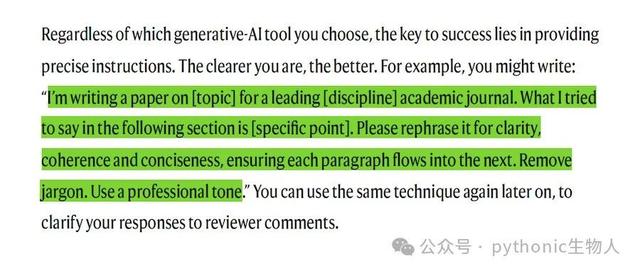 Regardless of which generative-AI tool you choose, the key to success lies in providing
precise instructions. The clearer you are, the better. For example, you might write:
“I’m writing a paper on [topic] for a leading [discipline] academic journal. What I tried
to say in the following section is [specific point]. Please rephrase it for clarity,
coherence and conciseness, ensuring each paragraph flows into the next. Remove
jargon. Use a professional tone.” You can use the same technique again later on, to
clarify your responses to reviewer comments.
公众号 · pythonic生物人